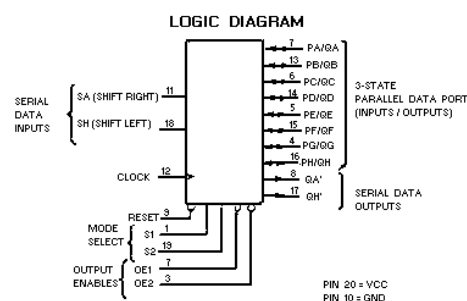 LOGIC DIAGRAM
SERIAL
DATA
INPUTS
SA (SHIFT RIGHT) 11
SH (SHIFT LEFT) 18
CLOCK 12
RESET 9
MODE
SELECT
S1 1
S2 19
OUTPUT
ENABLES
OE1 7
OE2 3
7 PA/QA
13 PB/QB
6 PC/QC
14 PD/QD
5 PE/QE
15 PF/QF
4 PG/QG
16 PH/QH
8 QA'
17 QH'
3-STATE
PARALLEL DATA PORT
(INPUTS / OUTPUTS)
SERIAL DATA
OUTPUTS
PIN 20 = VCC
PIN 10 = GND